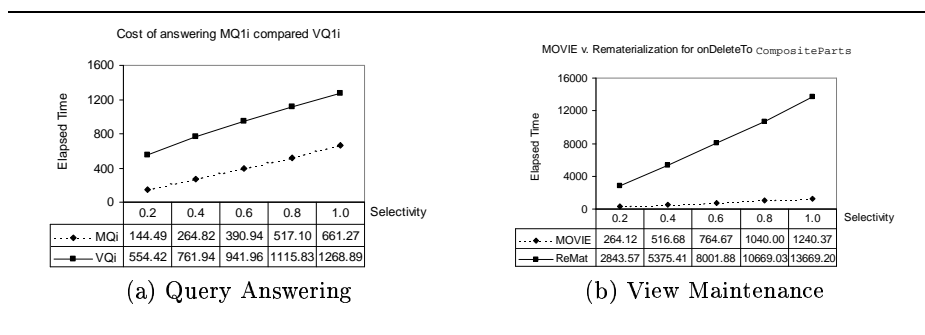 Cost of answering MQ1i compared VQ1i
1600
1200
800
400
0
Elapsed Time
0.2 0.4 0.6 0.8 1.0 Selectivity
MQi 144.49 264.82 390.94 517.10 661.27
VQi 554.42 761.94 941.96 1115.83 1268.89
(a) Query Answering
MOVIE v. Rematerialization for onDeleteTo CompositeParts
16000
12000
8000
4000
0
Elapsed Time
0.2 0.4 0.6 0.8 1.0 Selectivity
MOVIE 264.12 516.68 764.67 1040.00 1240.37
ReMat 2843.57 5375.41 8001.88 10669.03 13669.20
(b) View Maintenance